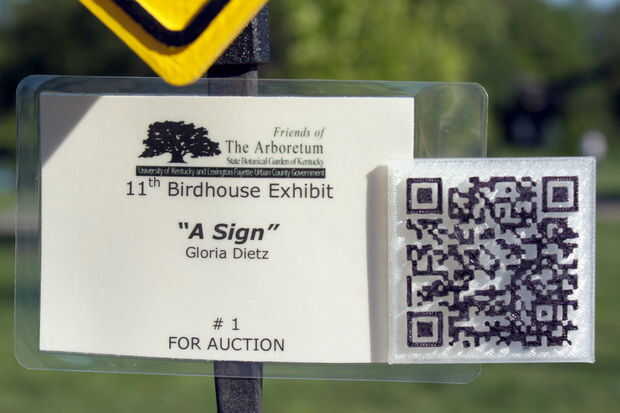 Friends of
The Arboretum
State Botanical Garden of Kentucky
University of Kentucky and Lexington Fayette Urban County Government
11th Birdhouse Exhibit
"A Sign"
Gloria Dietz
# 1
FOR AUCTION